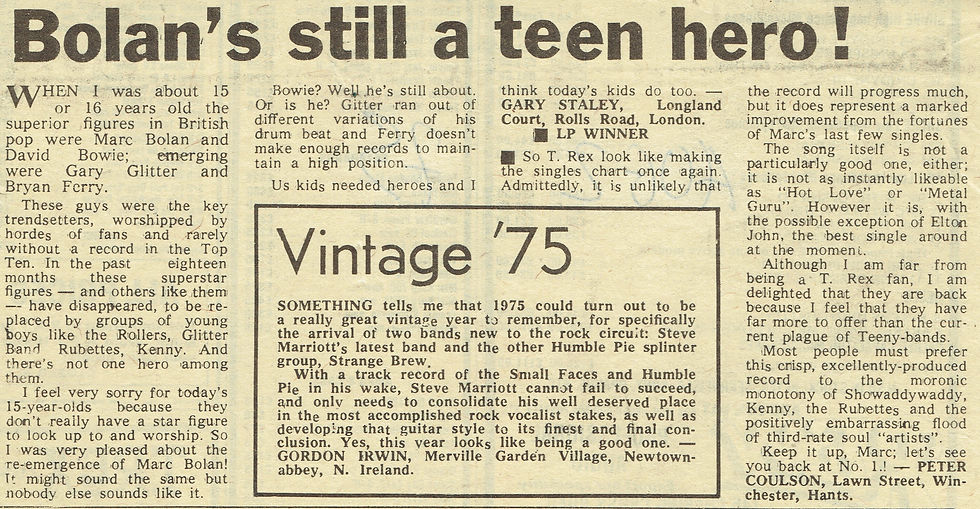 Bolan's still a teen hero!
WHEN I was about 15
or 16 years old the
superior figures in British
pop were Marc Bolan and
David Bowie; emerging
were Gary Glitter and
Bryan Ferry.
These guys were the key
trendsetters, worshipped by
hordes of fans and rarely
without a record in the Top
Ten. In the past eighteen
months these superstar
figures — and others like them
— have disappeared, to be re-
placed by groups of young
boys like the Rollers, Glitter
Band Rubettes, Kenny. And
there's not one hero among
them.
I feel very sorry for today's
15-year-olds because they
don't really have a star figure
to look up to and worship. So
I was very pleased about the
re-emergence of Marc Bolan!
It might sound the same but
nobody else sounds like it.
Bowie? Well he's still about.
Or is he? Gitter ran out of
different variations of his
drum beat and Ferry doesn't
make enough records to main-
tain a high position.
Us kids needed heroes and I
think today's kids do too. —
GARY STALEY, Longland
Court, Rolls Road, London.
■ LP WINNER
■ So T. Rex look like making
the singles chart once again.
Admittedly, it is unlikely that
the record will progress much,
but it does represent a marked
improvement from the fortunes
of Marc's last few singles.
The song itself is not a
particularly good one, either;
it is not as instantly likeable
as "Hot Love" or "Metal
Guru". However it is, with
the possible exception of Elton
John, the best single around
at the moment.
Although I am far from
being a T. Rex fan, I am
delighted that they are back
because I feel that they have
far more to offer than the cur-
rent plague of Teeny-bands.
Most people must prefer
this crisp, excellently-produced
record to the moronic
monotony of Showaddywaddy,
Kenny, the Rubettes and the
positively embarrassing flood
of third-rate soul "artists".
Keep it up, Marc; let's see
you back at No. 1.! — PETER
COULSON, Lawn Street, Win-
chester, Hants.
Vintage '75
SOMETHING tells me that 1975 could turn out to be
a really great vintage year to remember, for specifically
the arrival of two bands new to the rock circuit: Steve
Marriott's latest band and the other Humble Pie splinter
group, Strange Brew.
With a track record of the Small Faces and Humble
Pie in his wake, Steve Marriott cannot fail to succeed,
and only needs to consolidate his well deserved place
in the most accomplished rock vocalist stakes, as well as
developing that guitar style to its finest and final con-
clusion. Yes, this year looks like being a good one. —
GORDON IRWIN, Merville Garden Village, Newtown-
abbey, N. Ireland.